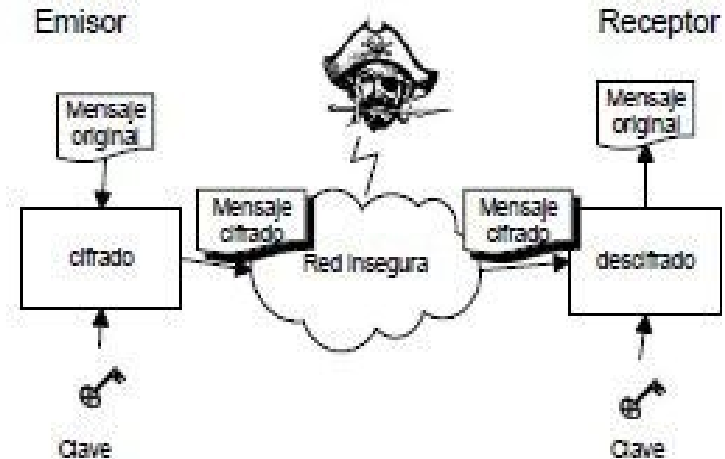 Emisor
Receptor
Mensaje
original
Mensaje
original
Mensaje
cifrado
Mensaje
cifrado
cifrado
Red Insegura
descifrado
Clave
Clave